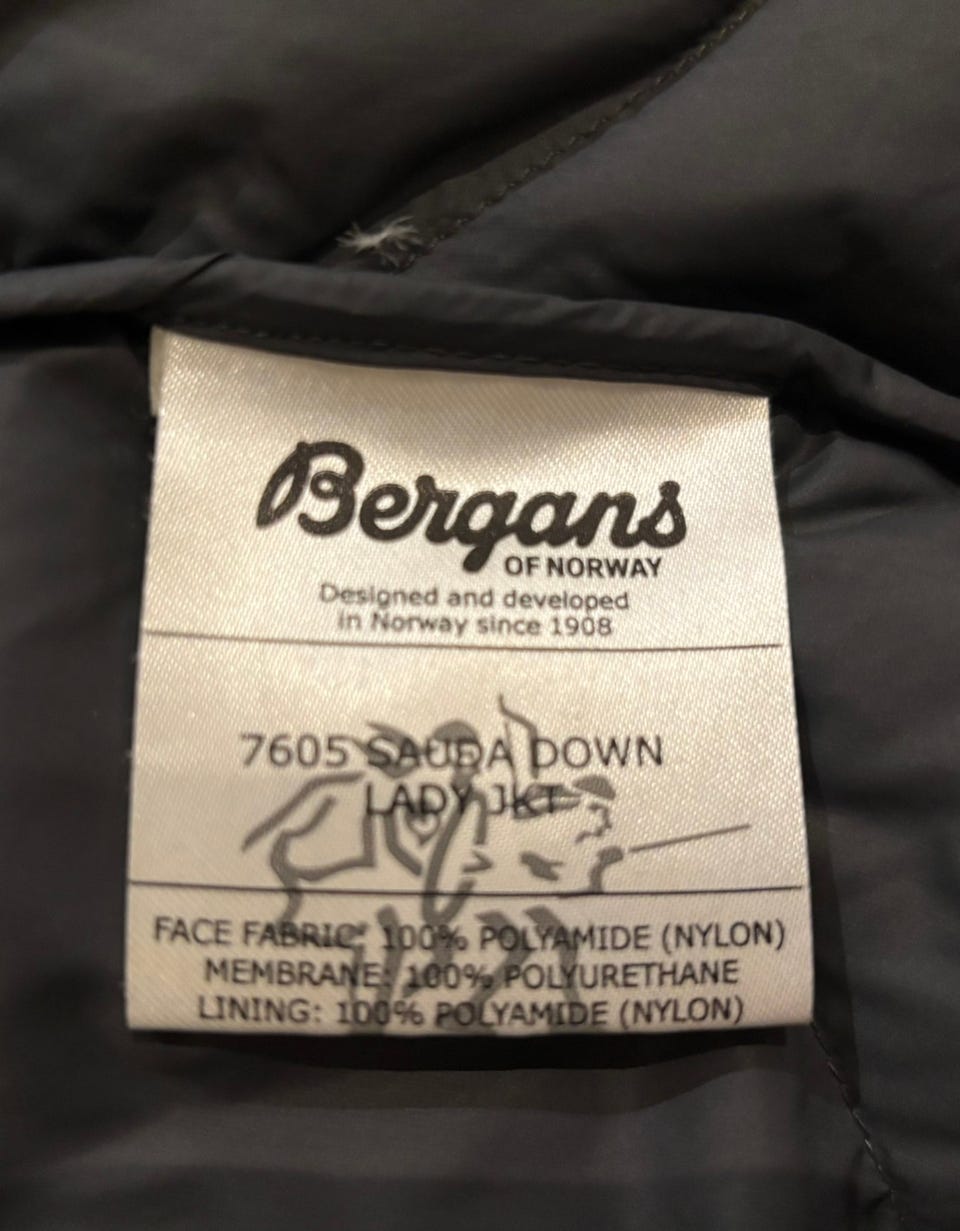 Bergans
OF NORWAY
Designed and developed
in Norway since 1908
7605 SAUDA DOWN
LADY JKT
FACE FABRIC: 100% POLYAMIDE (NYLON)
MEMBRANE: 100% POLYURETHANE
LINING: 100% POLYAMIDE (NYLON)